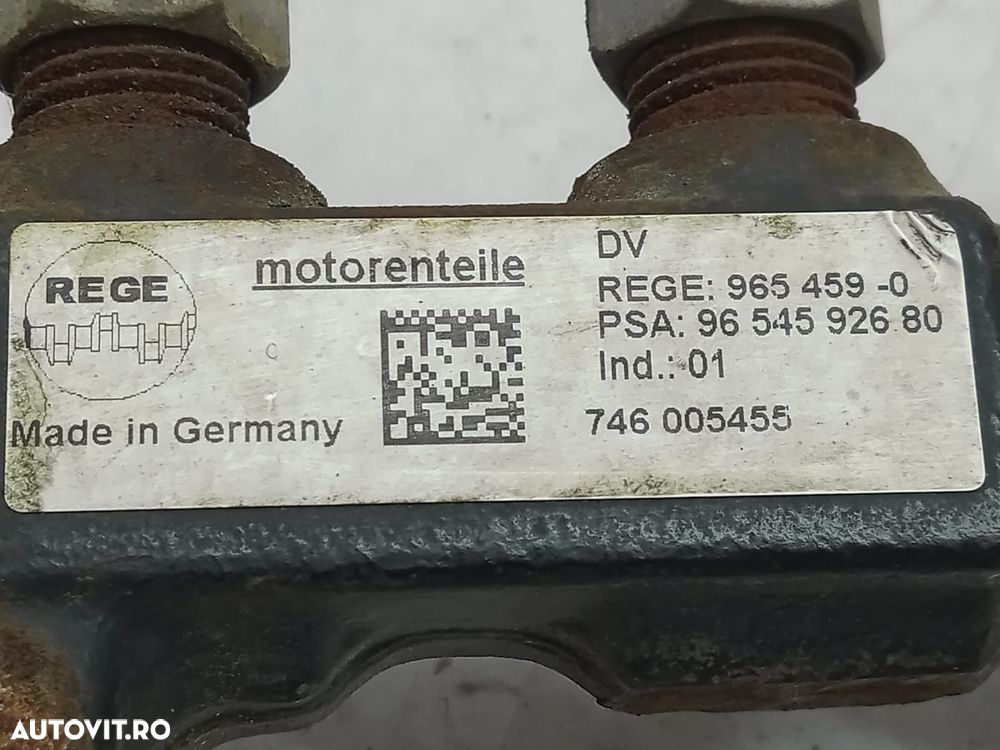 REGE
motorenteile
Made in Germany
DV
REGE: 965 459 -0
PSA: 96 545 926 80
Ind.: 01
746 005455
AUTOVIT.RO